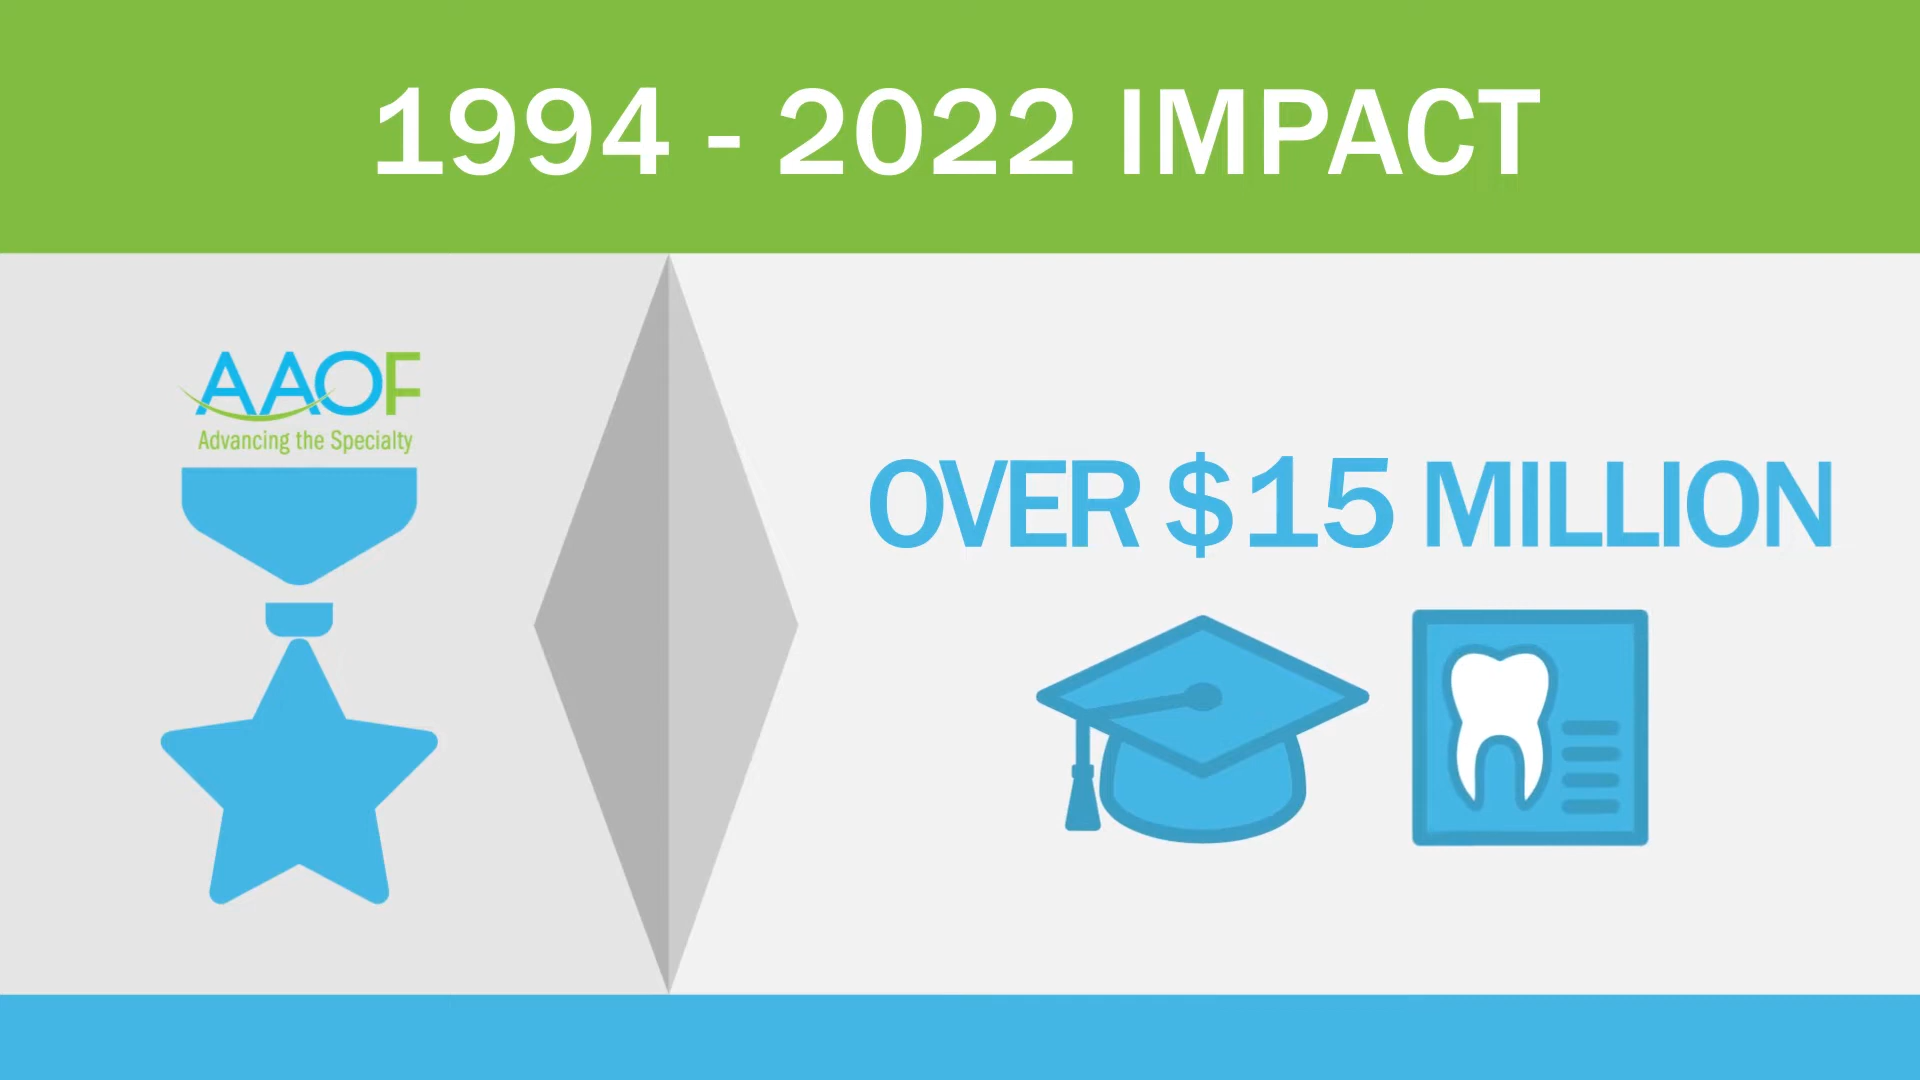 1994 - 2022 IMPACT
AAOF
Advancing the Specialty
OVER $15 MILLION